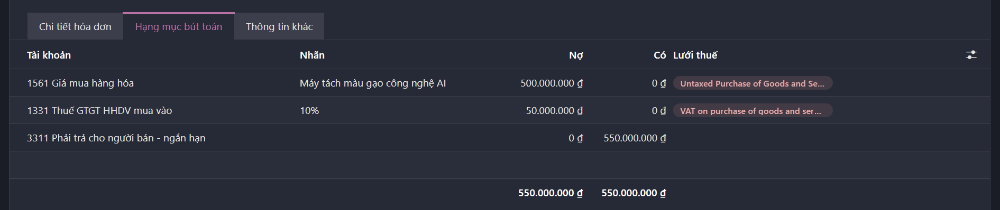 Chi tiết hóa đơn Hạng mục bút toán Thông tin khác
Tài khoản Nhãn Nợ Có Lưới thuế
1561 Giá mua hàng hóa Máy tách màu gạo công nghệ AI 500.000.000 ₫ 0 ₫ Untaxed Purchase of Goods and Se...
1331 Thuế GTGT HHDV mua vào 10% 50.000.000 ₫ 0 ₫ VAT on purchase of goods and ser...
3311 Phải trả cho người bán - ngắn hạn 0 ₫ 550.000.000 ₫
550.000.000 ₫ 550.000.000 ₫